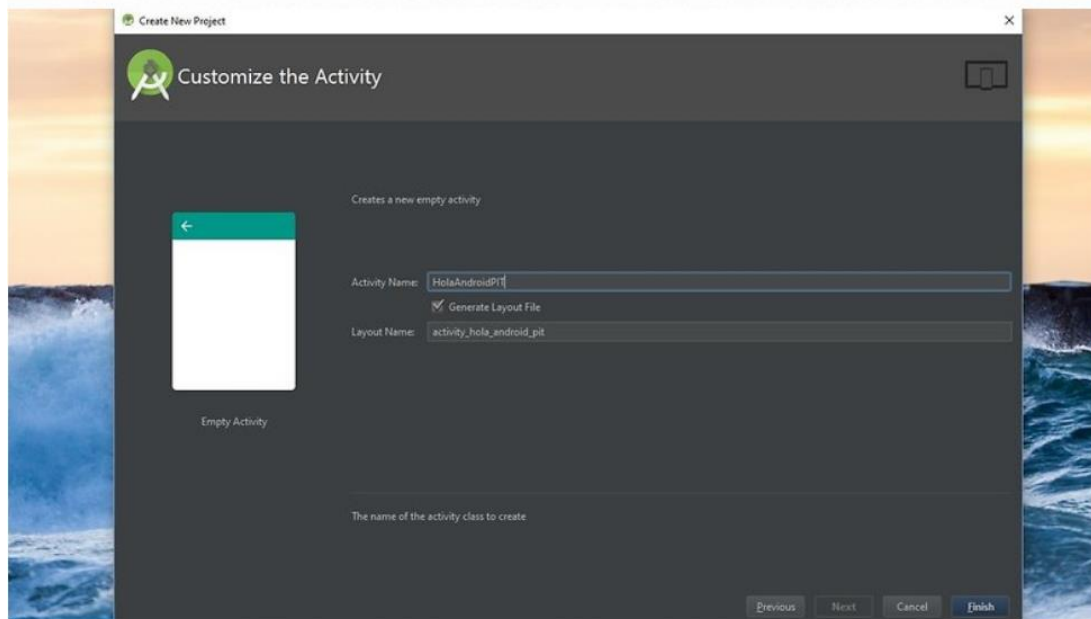 Create New Project
Customize the Activity
Creates a new empty activity
Activity Name: HolaAndroidPIT
Generate Layout File
Layout Name: activity_hola_android_pit
Empty Activity
The name of the activity class to create
Previous Next Cancel Finish